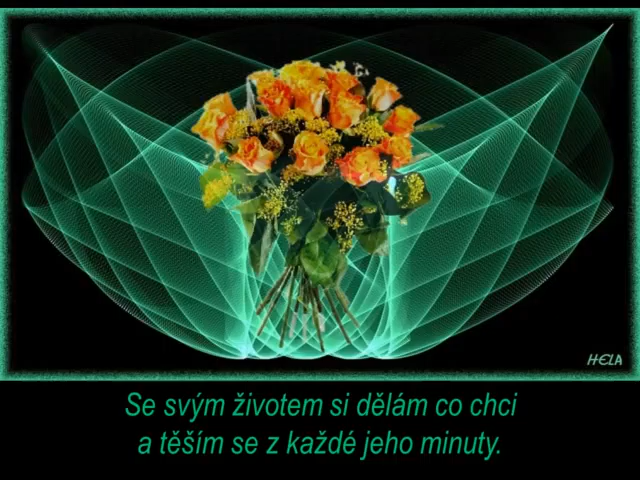 HELA
Se svým životem si dělám co chci
a těším se z každé jeho minuty.